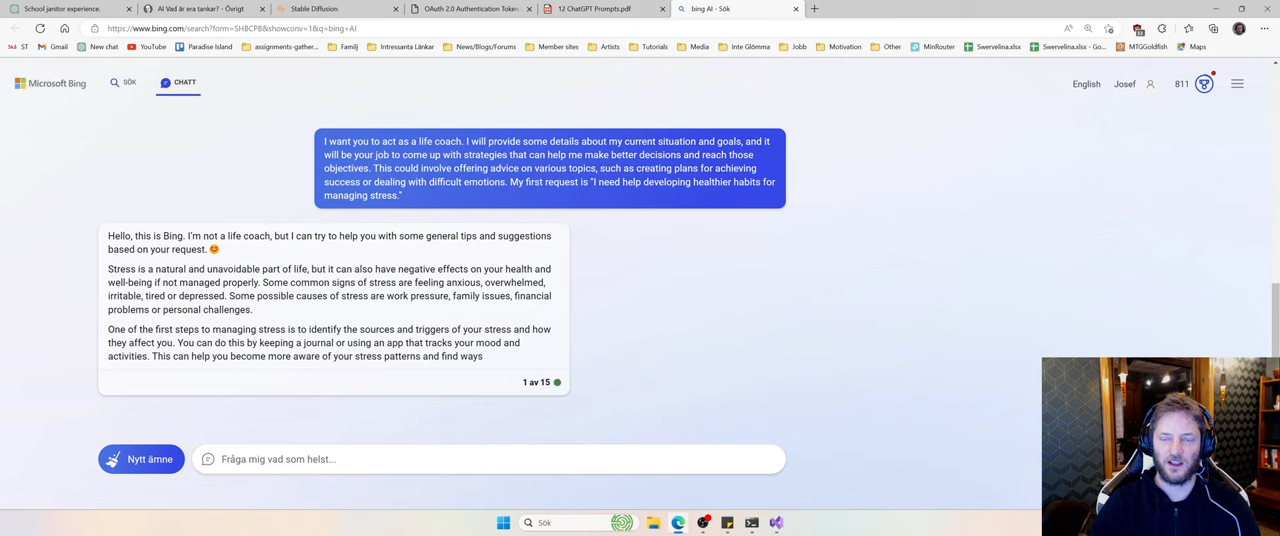 School janitor experience.
AI Vad är era tankar? - Övrigt
Stable Diffusion
OAuth 2.0 Authentication Token
12 ChatGPT Prompts.pdf
bing AI - Sök
https://www.bing.com/search?form=SHBCPB&showconv=1&q=bing+AI
ST
Gmail
New chat
YouTube
Paradise Island
assignments-gather...
Familj
Intressanta Länkar
News/Blogs/Forums
Member sites
Artists
Tutorials
Media
Inte Glömma
Jobb
Motivation
Other
MinRouter
Swervelina.xlsx
Swervelina.xlsx - Go...
MTGGoldfish
Maps
Microsoft Bing
SÖK
CHATT
English
Josef
811
I want you to act as a life coach. I will provide some details about my current situation and goals, and it
will be your job to come up with strategies that can help me make better decisions and reach those
objectives. This could involve offering advice on various topics, such as creating plans for achieving
success or dealing with difficult emotions. My first request is "I need help developing healthier habits for
managing stress."
Hello, this is Bing. I'm not a life coach, but I can try to help you with some general tips and suggestions
based on your request.
Stress is a natural and unavoidable part of life, but it can also have negative effects on your health and
well-being if not managed properly. Some common signs of stress are feeling anxious, overwhelmed,
irritable, tired or depressed. Some possible causes of stress are work pressure, family issues, financial
problems or personal challenges.
One of the first steps to managing stress is to identify the sources and triggers of your stress and how
they affect you. You can do this by keeping a journal or using an app that tracks your mood and
activities. This can help you become more aware of your stress patterns and find ways
1 av 15
Nytt ämne
Fråga mig vad som helst...
Sök